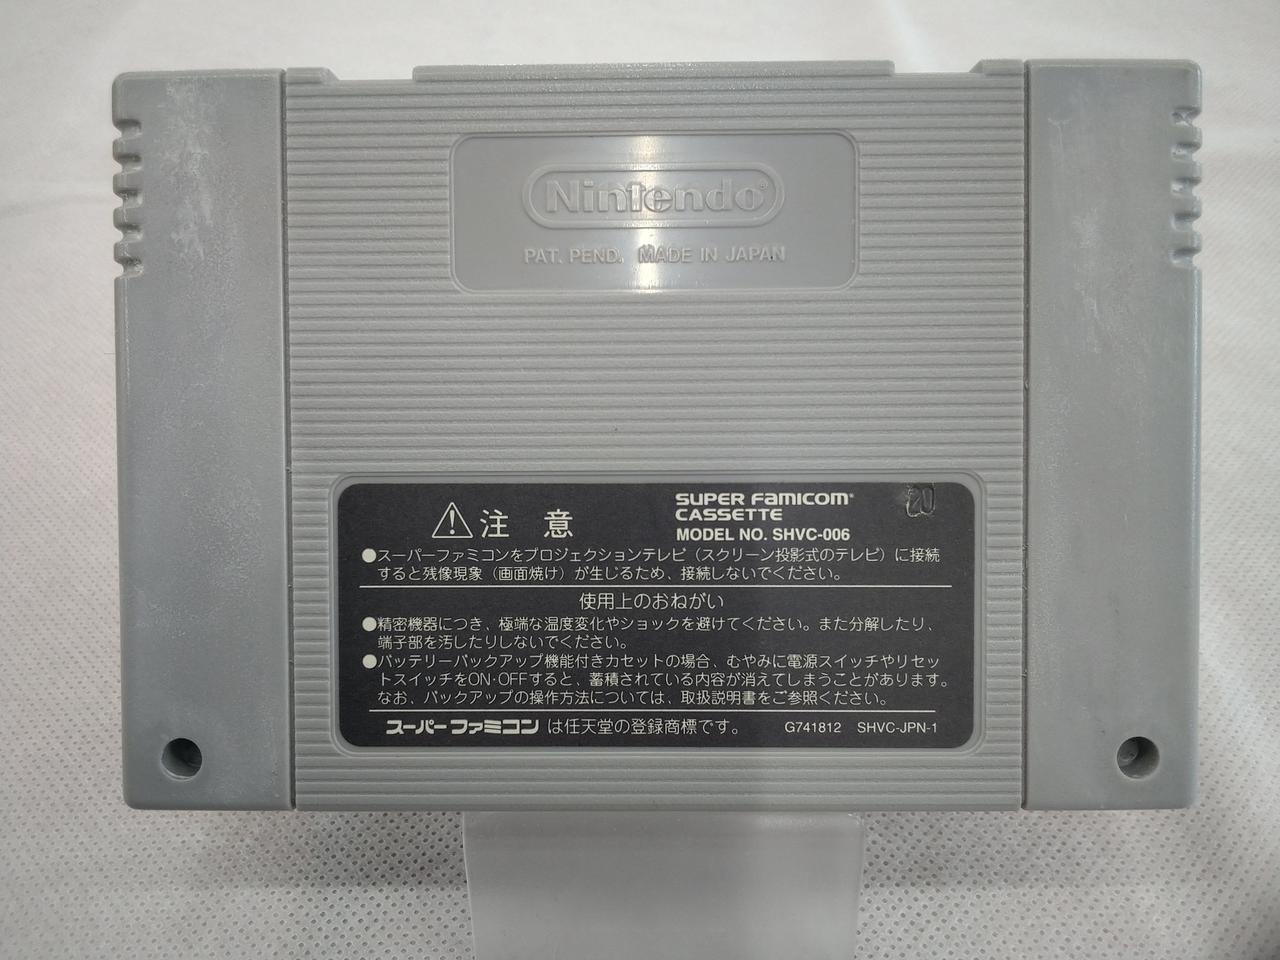 Nintendo®
PAT. PEND. MADE IN JAPAN
注意
SUPER FAMICOM®
CASSETTE
MODEL NO. SHVC-006
20
●スーパーファミコンをプロジェクションテレビ（スクリーン投影式のテレビ）に接続
すると残像現象（画面焼け）が生じるため、接続しないでください。
使用上のおねがい
●精密機器につき、極端な温度変化やショックを避けてください。また分解したり、
端子部を汚したりしないでください。
●バッテリーバックアップ機能付きカセットの場合、むやみに電源スイッチやリセッ
トスイッチをON・OFFすると、蓄積されている内容が消えてしまうことがあります。
なお、バックアップの操作方法については、取扱説明書をご参照ください。
スーパーファミコンは任天堂の登録商標です。 G741812 SHVC-JPN-1